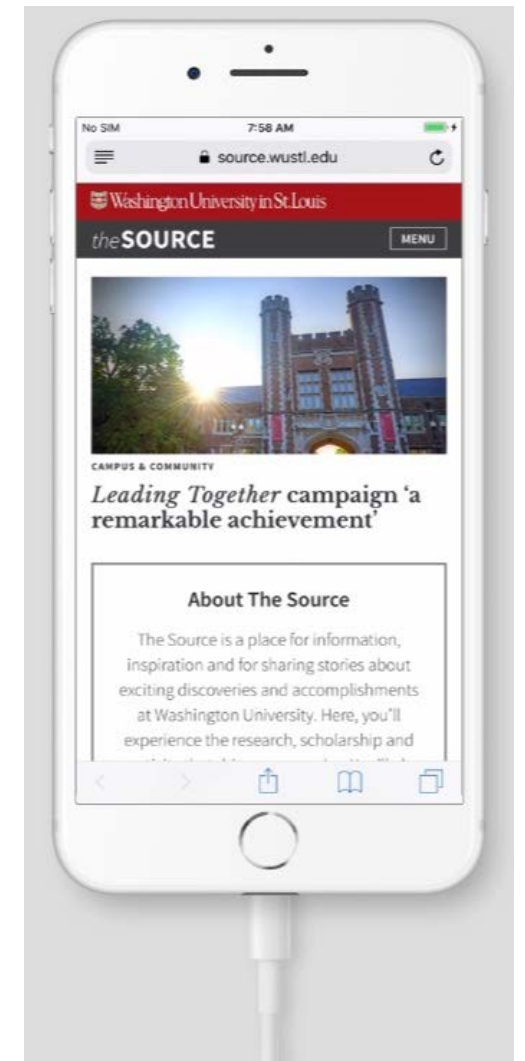 No SIM 7:58 AM
source.wustl.edu
Washington University in St.Louis
theSOURCE MENU
CAMPUS & COMMUNITY
Leading Together campaign ‘a
remarkable achievement’
About The Source
The Source is a place for information,
inspiration and for sharing stories about
exciting discoveries and accomplishments
at Washington University. Here, you’ll
experience the research, scholarship and